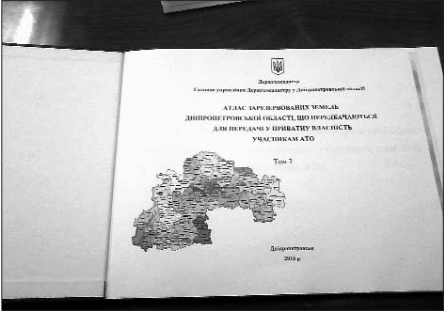 Держгеокадастр
Головне управління Держгеокадастру у Дніпропетровській області
АТЛАС ЗАРЕЗЕРВОВАНИХ ЗЕМЕЛЬ
ДНІПРОПЕТРОВСЬКОЇ ОБЛАСТІ, ЩО ПЕРЕДБАЧАЮТЬСЯ
ДЛЯ ПЕРЕДАЧІ У ПРИВАТНУ ВЛАСНІСТЬ
УЧАСНИКАМ АТО
Том 2
Дніпропетровськ